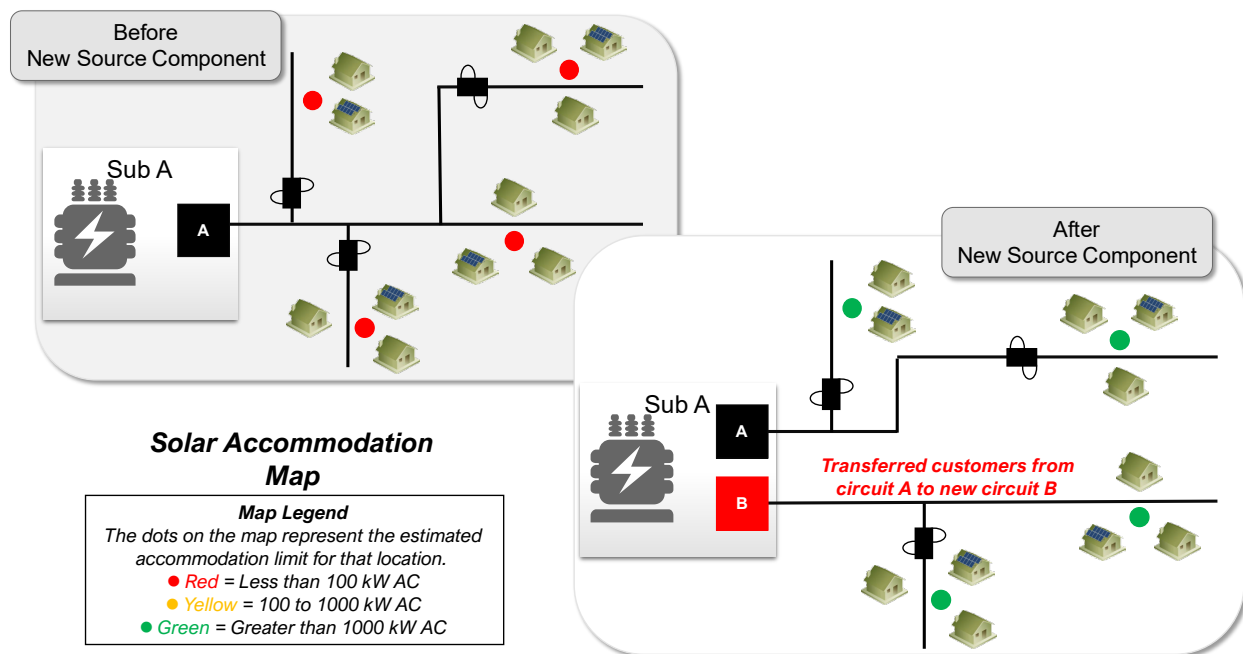 Before
New Source Component
Sub A
A
After
New Source Component
Sub A
A
B
Transferred customers from
circuit A to new circuit B
Solar Accommodation
Map
Map Legend
The dots on the map represent the estimated
accommodation limit for that location.
Red = Less than 100 kW AC
Yellow = 100 to 1000 kW AC
Green = Greater than 1000 kW AC